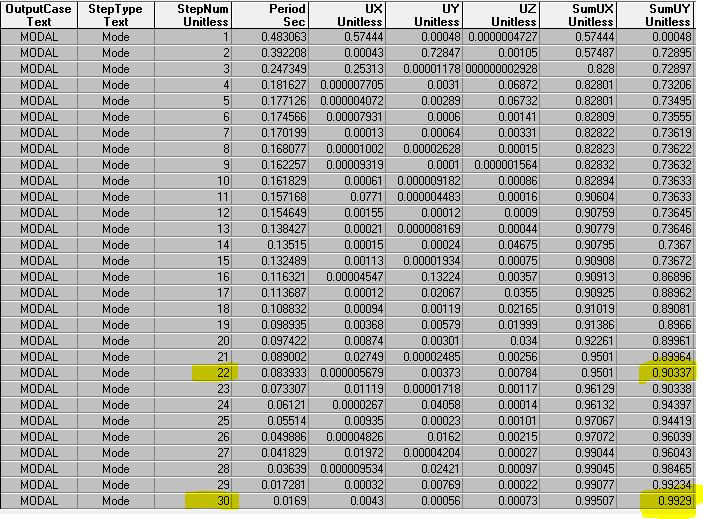 OutputCase StepType StepNum Period UX UY UZ SumUX SumUY
Text Text Unitless Sec Unitless Unitless Unitless Unitless Unitless
MODAL Mode 1 0.483063 0.57444 0.00048 0.0000004727 0.57444 0.00048
MODAL Mode 2 0.392208 0.00043 0.72847 0.00105 0.57487 0.72895
MODAL Mode 3 0.247349 0.25313 0.00001178 000000002928 0.828 0.72897
MODAL Mode 4 0.181627 0.000007705 0.0031 0.06872 0.82801 0.73206
MODAL Mode 5 0.177126 0.000004072 0.00289 0.06732 0.82801 0.73495
MODAL Mode 6 0.174566 0.00007931 0.0006 0.00141 0.82809 0.73555
MODAL Mode 7 0.170199 0.00013 0.00064 0.00331 0.82822 0.73619
MODAL Mode 8 0.168077 0.00001002 0.00002628 0.00015 0.82823 0.73622
MODAL Mode 9 0.162257 0.00009319 0.0001 0.000001564 0.82832 0.73632
MODAL Mode 10 0.161829 0.00061 0.000009182 0.00086 0.82894 0.73633
MODAL Mode 11 0.157168 0.0771 0.000004483 0.00016 0.90604 0.73633
MODAL Mode 12 0.154649 0.00155 0.00012 0.0009 0.90759 0.73645
MODAL Mode 13 0.138427 0.00021 0.000008169 0.00044 0.90779 0.73646
MODAL Mode 14 0.13515 0.00015 0.00024 0.04675 0.90795 0.7367
MODAL Mode 15 0.132489 0.00113 0.00001934 0.00075 0.90908 0.73672
MODAL Mode 16 0.116321 0.00004547 0.13224 0.00357 0.90913 0.86896
MODAL Mode 17 0.113687 0.00012 0.02067 0.0355 0.90925 0.88962
MODAL Mode 18 0.108832 0.00094 0.00119 0.02165 0.91019 0.89081
MODAL Mode 19 0.098935 0.00368 0.00579 0.01999 0.91386 0.8966
MODAL Mode 20 0.097422 0.00874 0.00301 0.034 0.92261 0.89961
MODAL Mode 21 0.089002 0.02749 0.00002485 0.00256 0.9501 0.89964
MODAL Mode 22 0.083933 0.000005679 0.00373 0.00784 0.9501 0.90337
MODAL Mode 23 0.073307 0.01119 0.00001718 0.00117 0.96129 0.90338
MODAL Mode 24 0.06121 0.0000267 0.04058 0.00014 0.96132 0.94397
MODAL Mode 25 0.05514 0.00935 0.00023 0.00101 0.97067 0.94419
MODAL Mode 26 0.049886 0.00004826 0.0162 0.00215 0.97072 0.96039
MODAL Mode 27 0.041829 0.01972 0.00004204 0.00027 0.99044 0.96043
MODAL Mode 28 0.03639 0.000009534 0.02421 0.00097 0.99045 0.98465
MODAL Mode 29 0.017281 0.00032 0.00769 0.00022 0.99077 0.99234
MODAL Mode 30 0.0169 0.0043 0.00056 0.00073 0.99507 0.9929